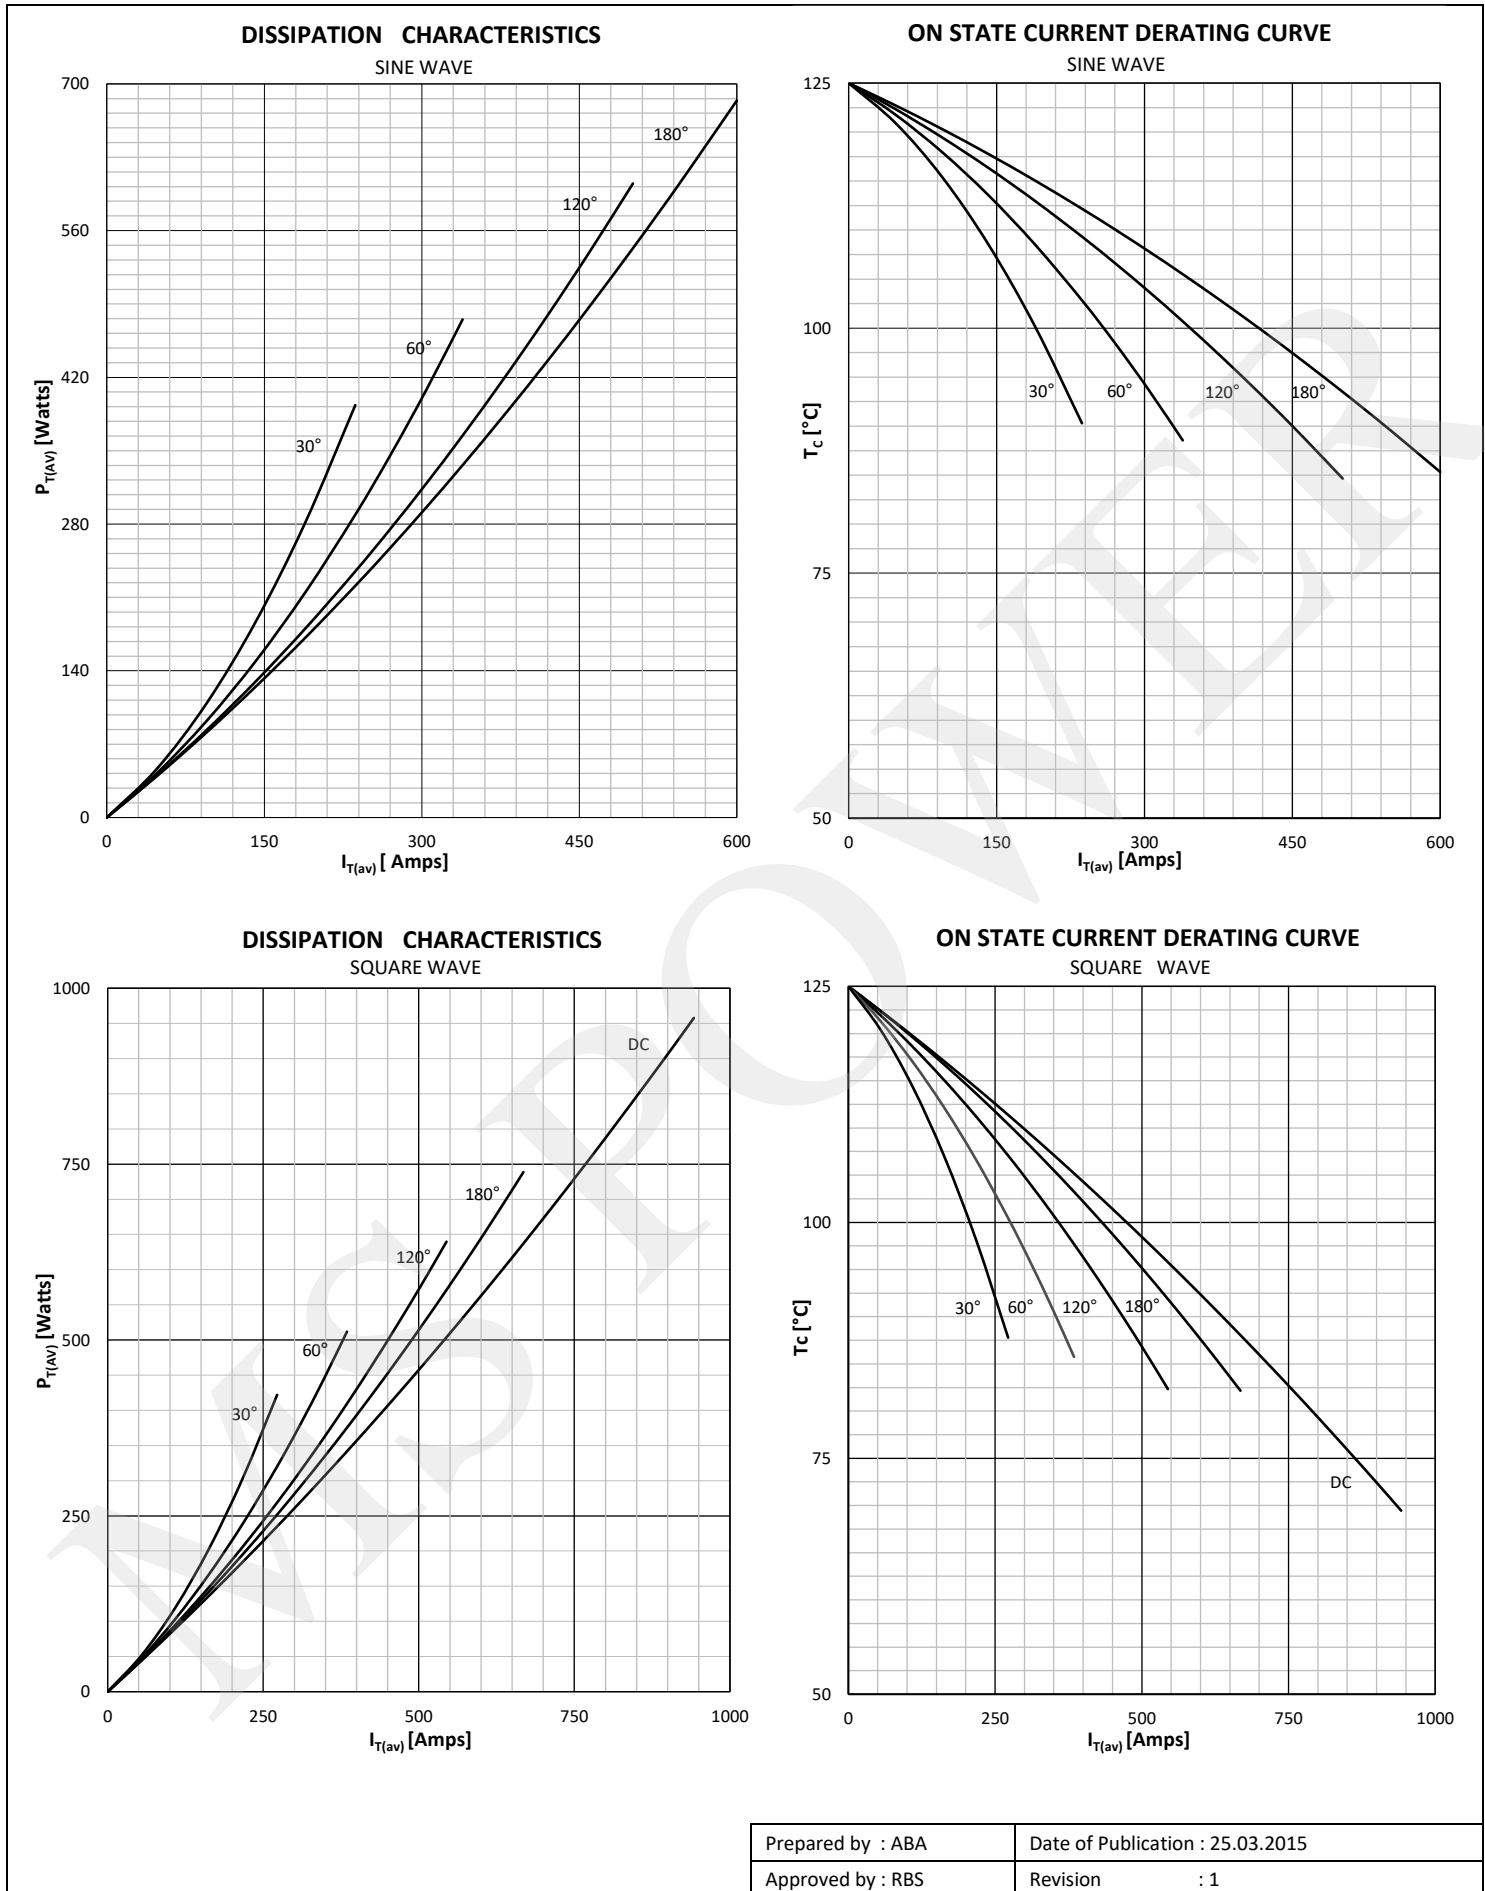 DISSIPATION CHARACTERISTICS
SINE WAVE
700
560
420
280
140
0
P_T(AV) [Watts]
180°
120°
60°
30°
0 150 300 450 600
I_T(av) [ Amps]
ON STATE CURRENT DERATING CURVE
SINE WAVE
125
100
75
50
T_C [°C]
30° 60° 120° 180°
0 150 300 450 600
I_T(av) [Amps]
DISSIPATION CHARACTERISTICS
SQUARE WAVE
1000
750
500
250
0
P_T(AV) [Watts]
DC
180°
120°
60°
30°
0 250 500 750 1000
I_T(av) [Amps]
ON STATE CURRENT DERATING CURVE
SQUARE WAVE
125
100
75
50
Tc [°C]
30° 60° 120° 180°
DC
0 250 500 750 1000
I_T(av) [Amps]
MS POWER
Prepared by : ABA Date of Publication : 25.03.2015
Approved by : RBS Revision : 1